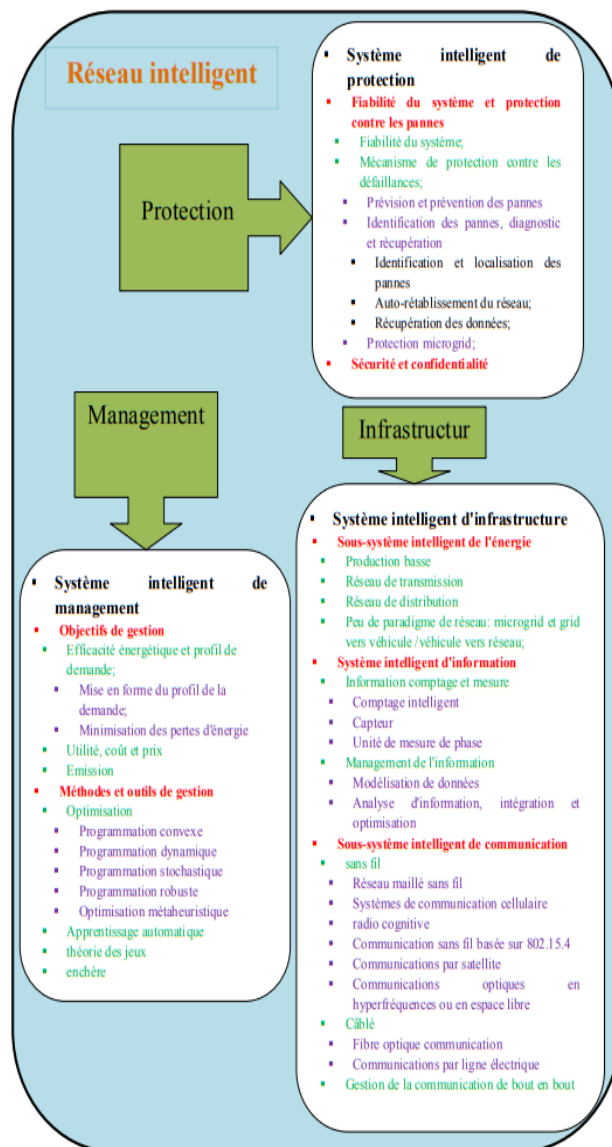 Réseau intelligent
Protection
Système intelligent de
protection
Fiabilité du système et protection
contre les pannes
Fiabilité du système;
Mécanisme de protection contre les
défaillances;
Prévision et prévention des pannes
Identification des pannes, diagnostic
et récupération
Identification et localisation des
pannes
Auto-rétablissement du réseau;
Récupération des données;
Protection microgrid;
Sécurité et confidentialité
Management
Infrastructur
Système intelligent de
management
Objectifs de gestion
Efficacité énergétique et profil de
demande;
Mise en forme du profil de la
demande;
Minimisation des pertes d'énergie
Utilité, coût et prix
Emission
Méthodes et outils de gestion
Optimisation
Programmation convexe
Programmation dynamique
Programmation stochastique
Programmation robuste
Optimisation métaheuristique
Apprentissage automatique
théorie des jeux
enchère
Système intelligent d'infrastructure
Sous-système intelligent de l'énergie
Production basse
Réseau de transmission
Réseau de distribution
Peu de paradigme de réseau: microgrid et grid
vers véhicule /véhicule vers réseau;
Système intelligent d'information
Information comptage et mesure
Comptage intelligent
Capteur
Unité de mesure de phase
Management de l'information
Modélisation de données
Analyse d'information, intégration et
optimisation
Sous-système intelligent de communication
sans fil
Réseau maillé sans fil
Systèmes de communication cellulaire
radio cognitive
Communication sans fil basée sur 802.15.4
Communications par satellite
Communications optiques en
hyperfréquences ou en espace libre
Câblé
Fibre optique communication
Communications par ligne électrique
Gestion de la communication de bout en bout